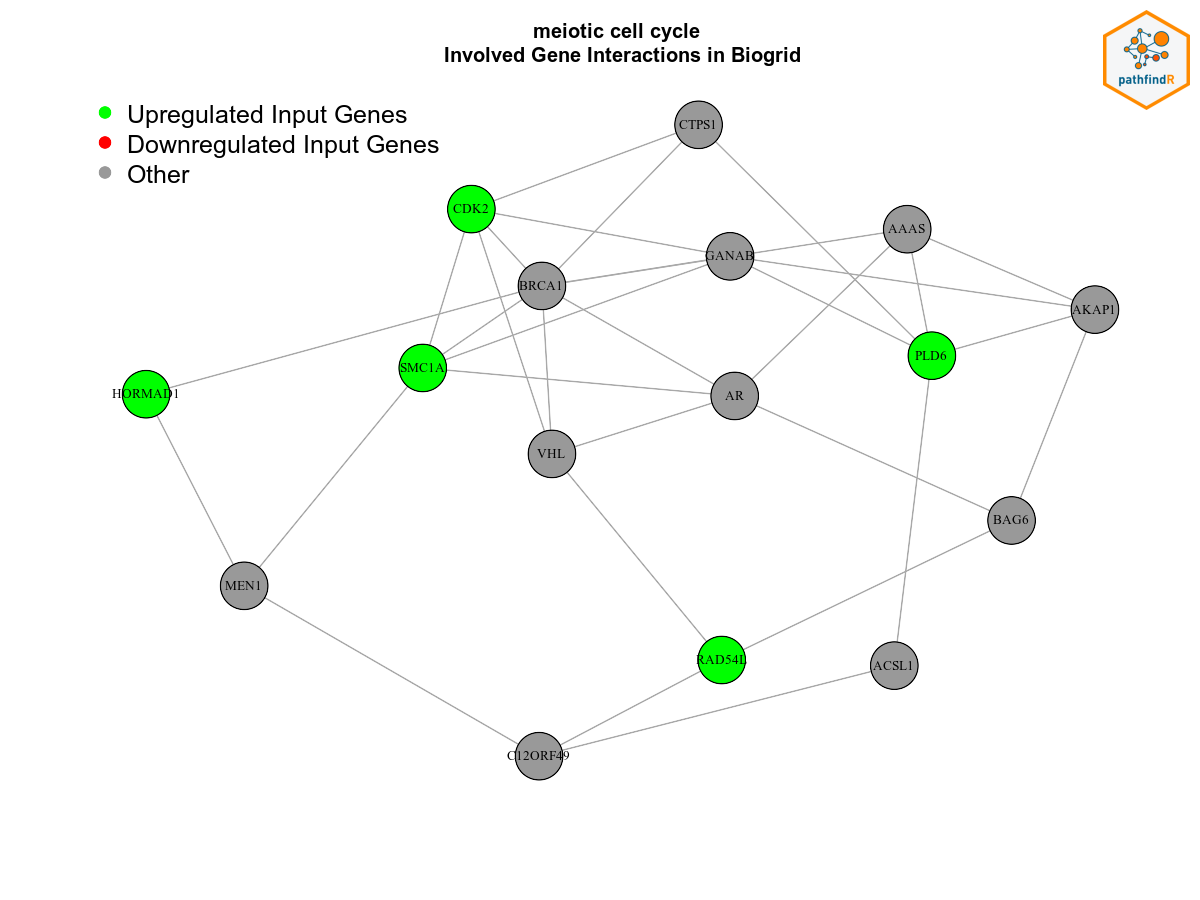 meiotic cell cycle
Involved Gene Interactions in Biogrid
pathfindR
Upregulated Input Genes
Downregulated Input Genes
Other
CTPS1
CDK2
AAAS
GANAB
BRCA1
AKAP1
PLD6
SMC1A
HORMAD1
AR
VHL
BAG6
MEN1
RAD54L
ACSL1
C12ORF49